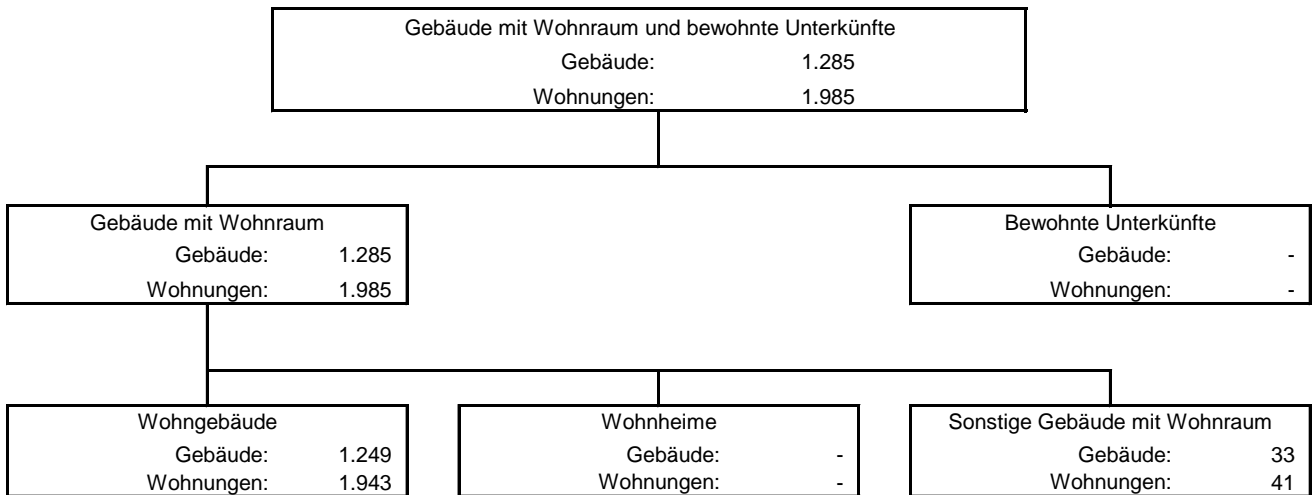 Gebäude mit Wohnraum und bewohnte Unterkünfte
Gebäude: 1.285
Wohnungen: 1.985
Gebäude mit Wohnraum
Gebäude: 1.285
Wohnungen: 1.985
Bewohnte Unterkünfte
Gebäude: -
Wohnungen: -
Wohngebäude
Gebäude: 1.249
Wohnungen: 1.943
Wohnheime
Gebäude: -
Wohnungen: -
Sonstige Gebäude mit Wohnraum
Gebäude: 33
Wohnungen: 41